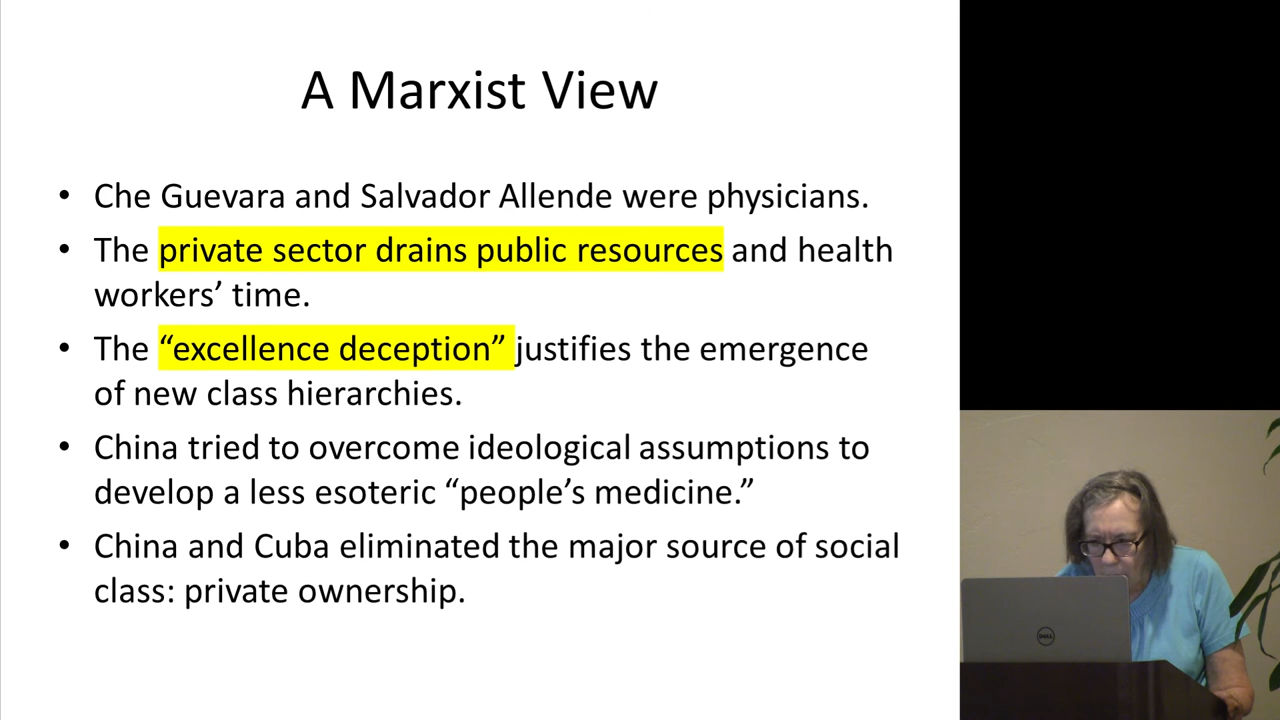 A Marxist View
• Che Guevara and Salvador Allende were physicians.
• The private sector drains public resources and health
workers’ time.
• The “excellence deception” justifies the emergence
of new class hierarchies.
• China tried to overcome ideological assumptions to
develop a less esoteric “people’s medicine.”
• China and Cuba eliminated the major source of social
class: private ownership.
DELL